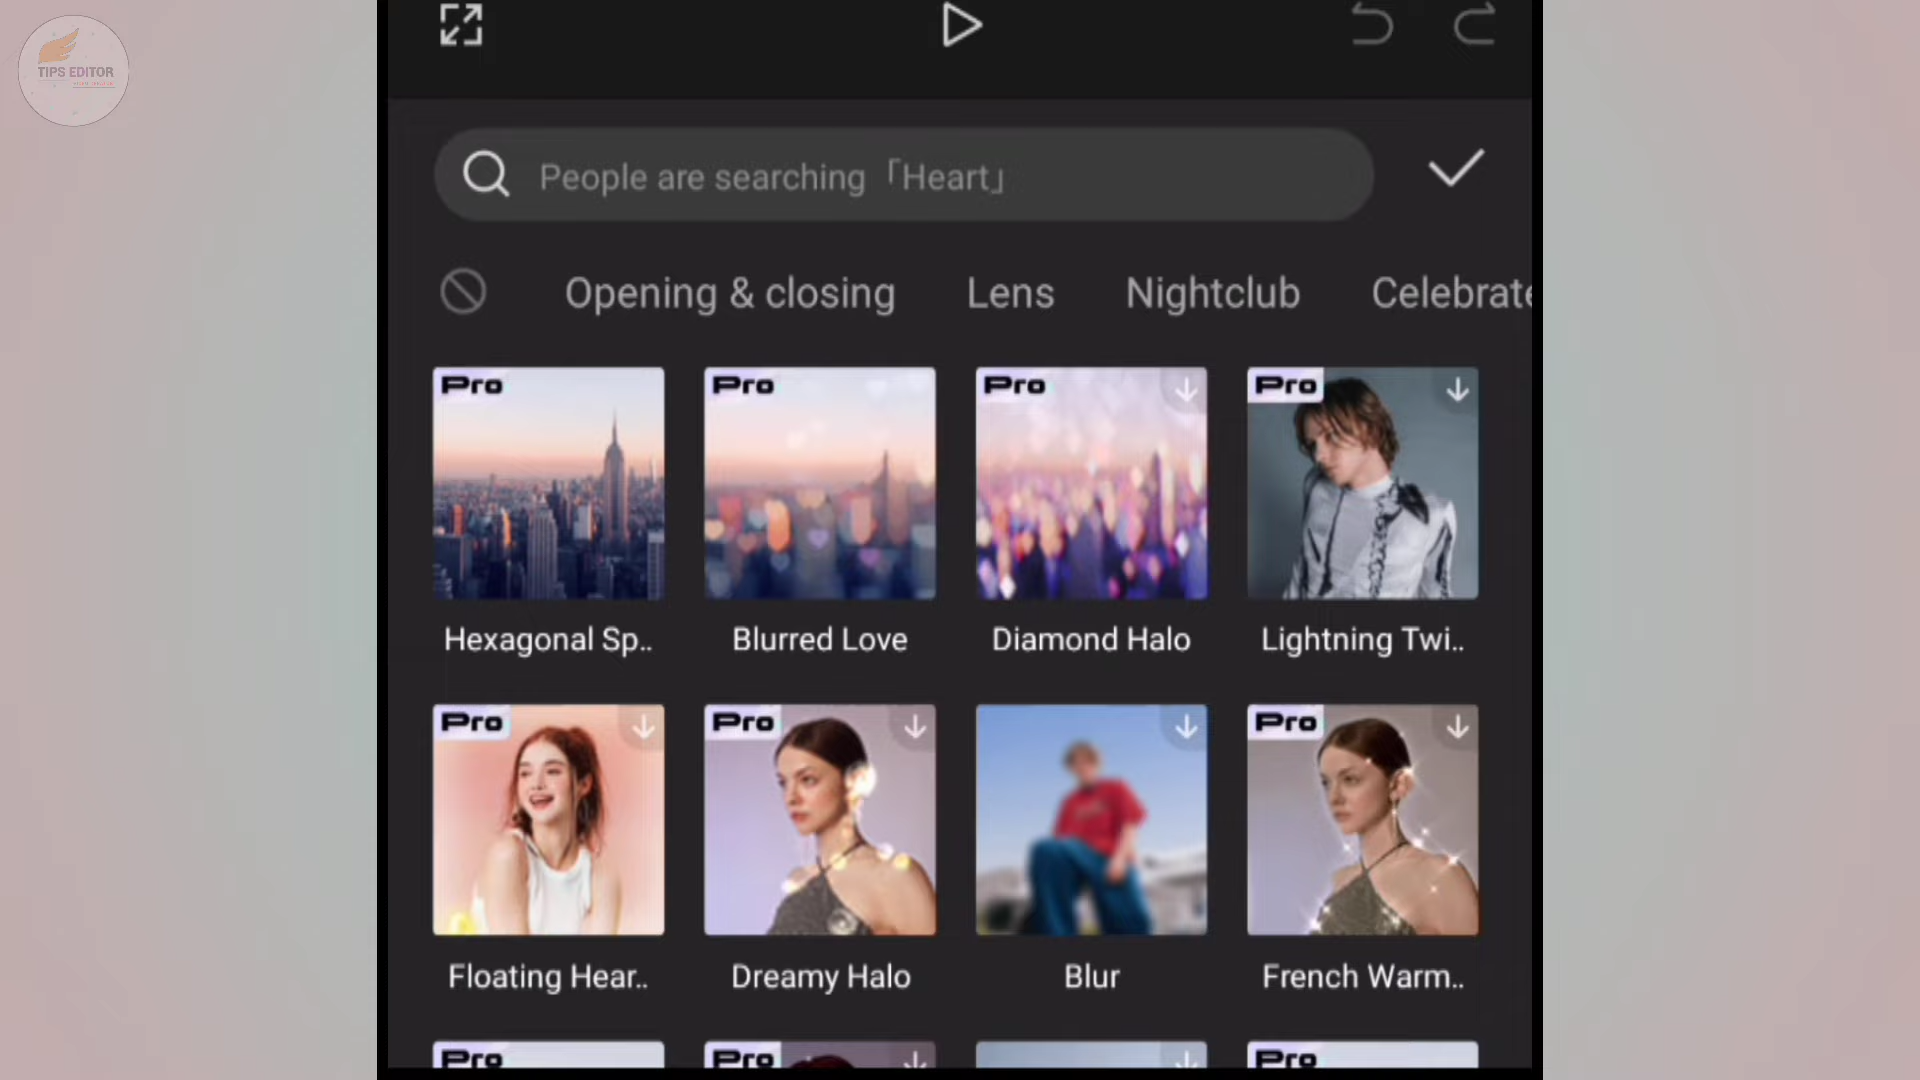 TIPS EDITOR
People are searching「Heart」
Opening & closing Lens Nightclub Celebrate
Pro Pro Pro Pro
Hexagonal Sp.. Blurred Love Diamond Halo Lightning Twi..
Pro Pro Pro
Floating Hear.. Dreamy Halo Blur French Warm..
Pro Pro Pro